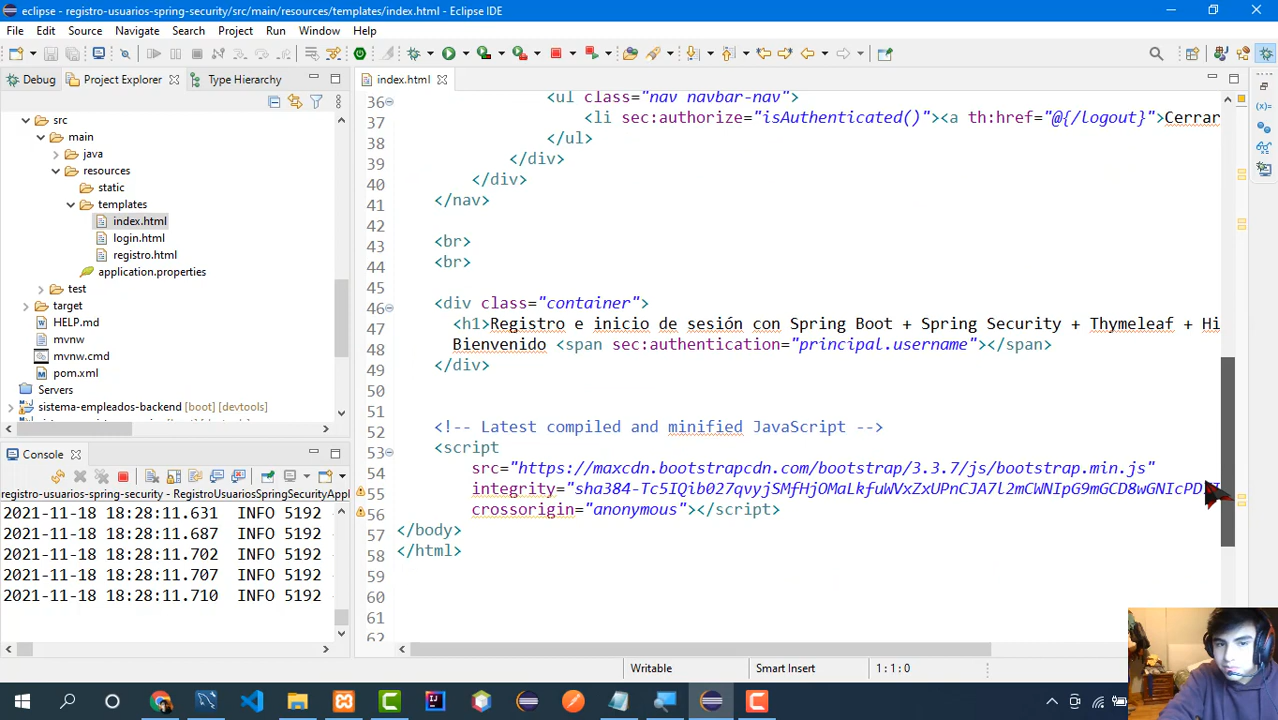 eclipse - registro-usuarios-spring-security/src/main/resources/templates/index.html - Eclipse IDE
File Edit Source Navigate Search Project Run Window Help
Debug Project Explorer Type Hierarchy
index.html
src
main
java
resources
static
templates
index.html
login.html
registro.html
application.properties
test
target
HELP.md
mvnw
mvnw.cmd
pom.xml
Servers
sistema-empleados-backend [boot] [devtools]
36 <ul class="nav navbar-nav">
37 <li sec:authorize="isAuthenticated()"><a th:href="@{/logout}">Cerrar
38 </ul>
39 </div>
40 </div>
41 </nav>
42
43 <br>
44 <br>
45
46 <div class="container">
47 <h1>Registro e inicio de sesión con Spring Boot + Spring Security + Thymeleaf + Hi
48 Bienvenido <span sec:authentication="principal.username"></span>
49 </div>
50
51
52 <!-- Latest compiled and minified JavaScript -->
53 <script
54 src="https://maxcdn.bootstrapcdn.com/bootstrap/3.3.7/js/bootstrap.min.js"
55 integrity="sha384-Tc5IQib027qvyjSMfHjOMaLkfuWVxZxUPnCJA7l2mCWNIpG9mGCD8wGNIcPD
56 crossorigin="anonymous"></script>
57 </body>
58 </html>
59
60
61
62
Console
registro-usuarios-spring-security - RegistroUsuariosSpringSecurityAppl
2021-11-18 18:28:11.631 INFO 5192
2021-11-18 18:28:11.687 INFO 5192
2021-11-18 18:28:11.702 INFO 5192
2021-11-18 18:28:11.707 INFO 5192
2021-11-18 18:28:11.710 INFO 5192
Writable Smart Insert 1 : 1 : 0